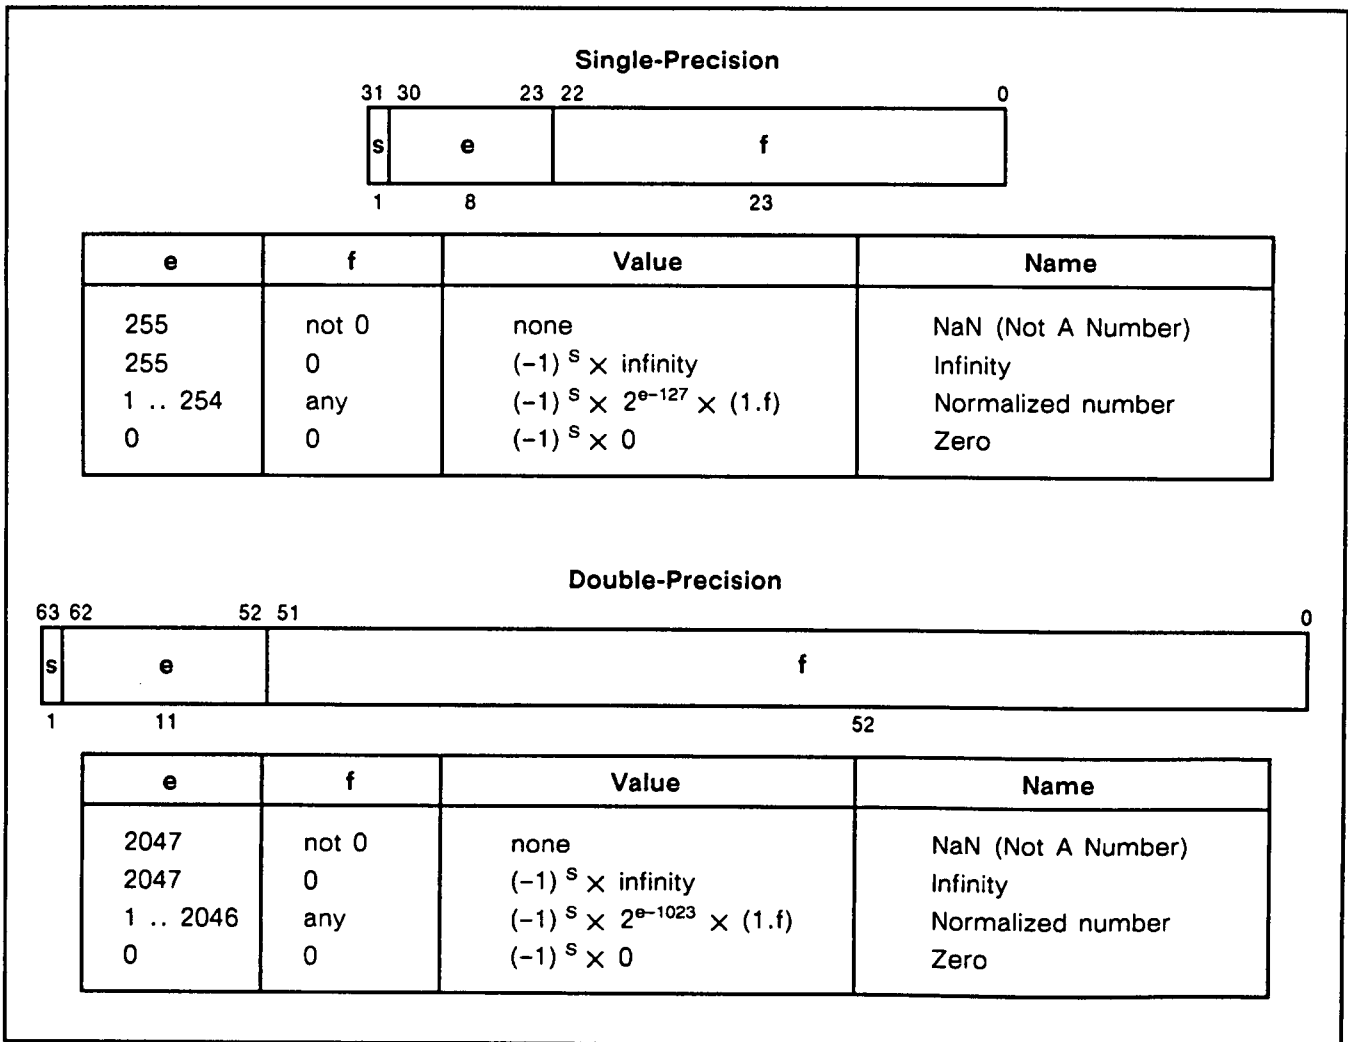 Single-Precision
31 30 23 22 0
s e f
1 8 23
e f Value Name
255 not 0 none NaN (Not A Number)
255 0 (−1) S × infinity Infinity
1 .. 254 any (−1) S × 2e−127 × (1.f) Normalized number
0 0 (−1) S × 0 Zero
Double-Precision
63 62 52 51 0
s e f
1 11 52
e f Value Name
2047 not 0 none NaN (Not A Number)
2047 0 (−1) S × infinity Infinity
1 .. 2046 any (−1) S × 2e−1023 × (1.f) Normalized number
0 0 (−1) S × 0 Zero